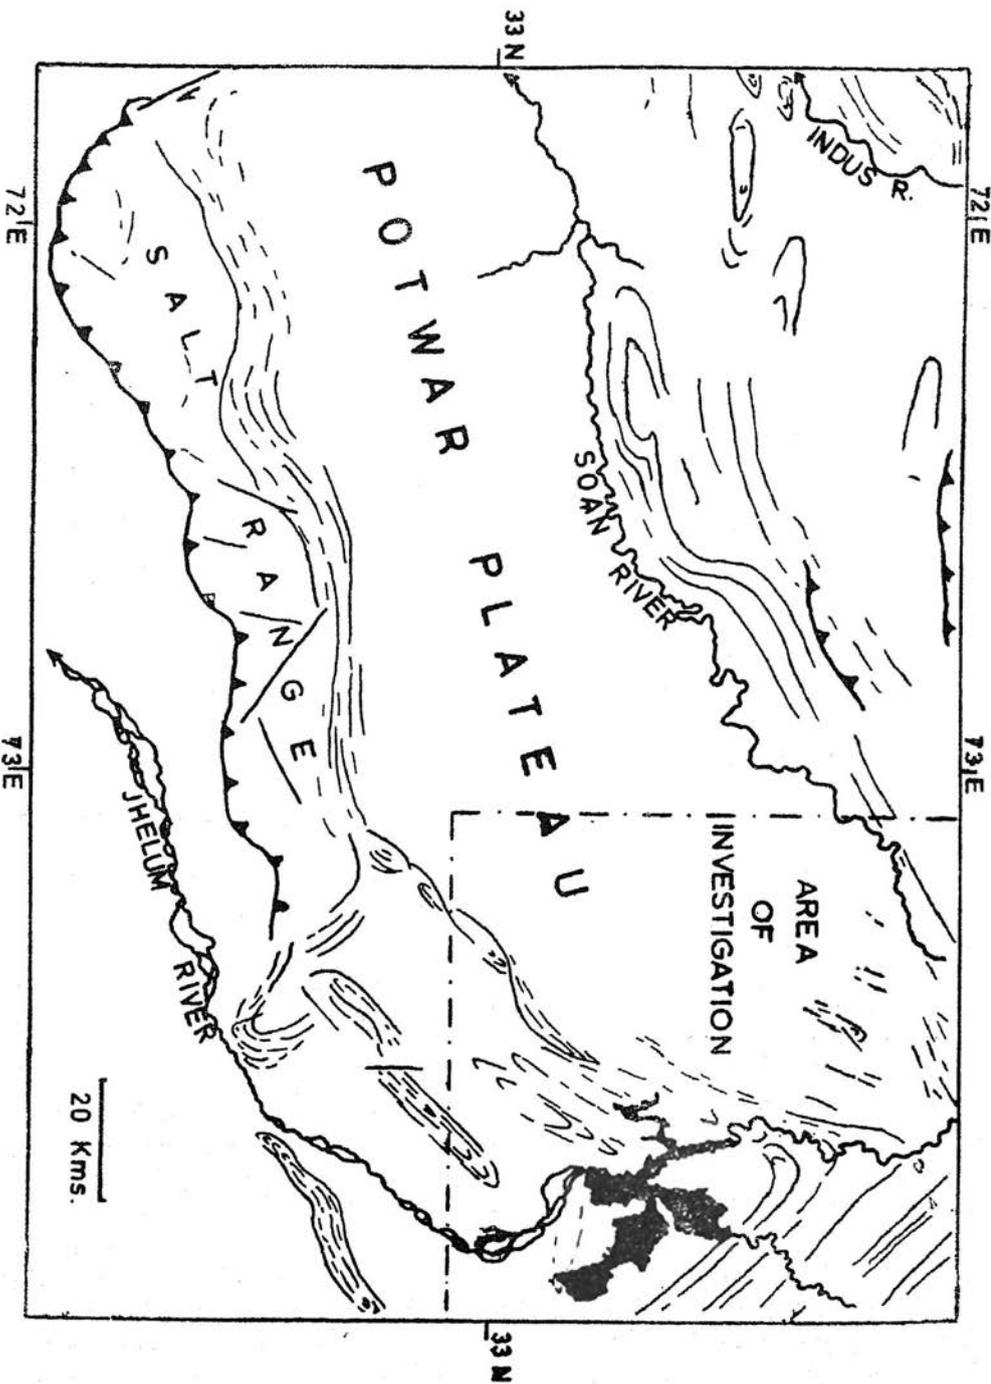 33 N
72 E
72 E
INDUS R.
POTWAR PLATEAU
SALT RANGE
SOAN RIVER
73 E
73 E
AREA
OF
INVESTIGATION
JHELUM RIVER
20 Kms.
33 N